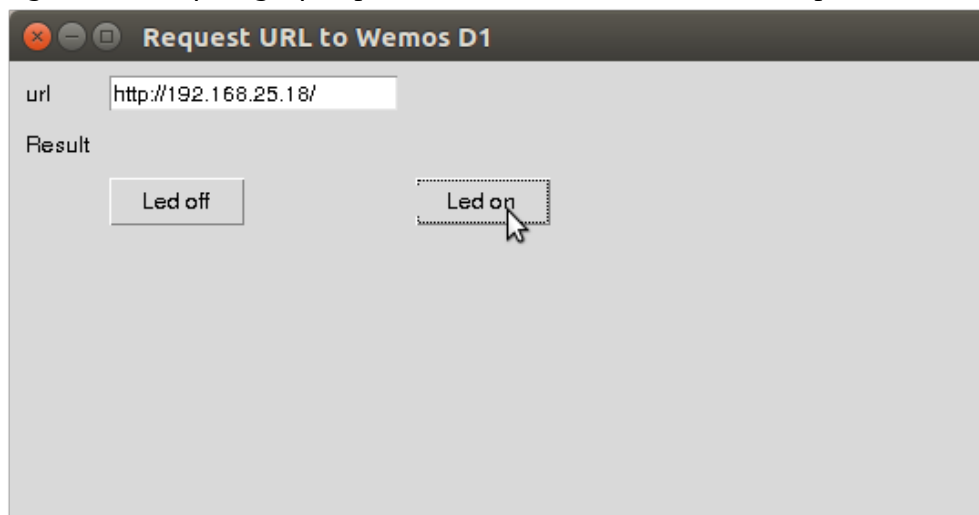 Request URL to Wemos D1
url http://192.168.25.18/
Result
Led off Led on